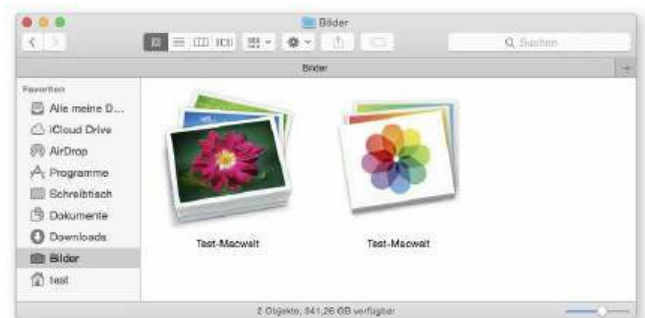 Bilder
Suchen
Bilder
Favoriten
Alle meine D...
iCloud Drive
AirDrop
Programme
Schreibtisch
Dokumente
Downloads
Bilder
test
Test-Macwelt
Test-Macwelt
2 Objekte, 341,26 GB verfügbar